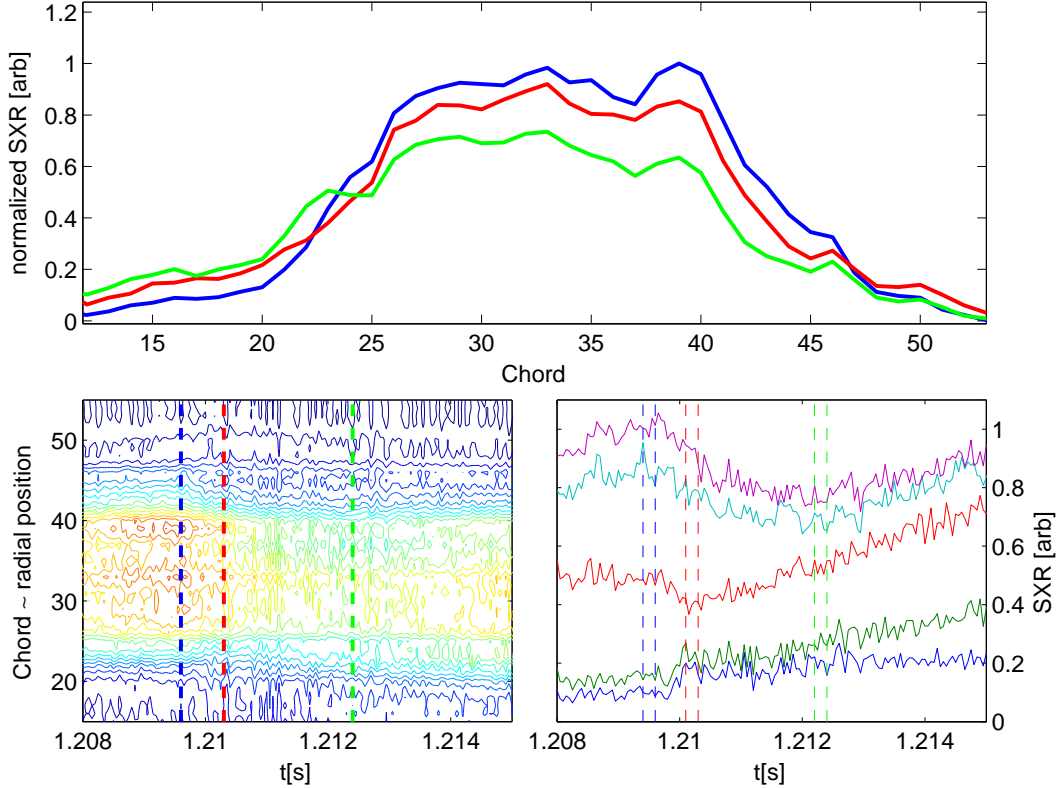 normalized SXR [arb]
1.2
1
0.8
0.6
0.4
0.2
0
15 20 25 30 35 40 45 50
Chord
Chord ~ radial position
50
40
30
20
1.208 1.21 1.212 1.214
t[s]
1
0.8
0.6
0.4
0.2
0
SXR [arb]
1.208 1.21 1.212 1.214
t[s]